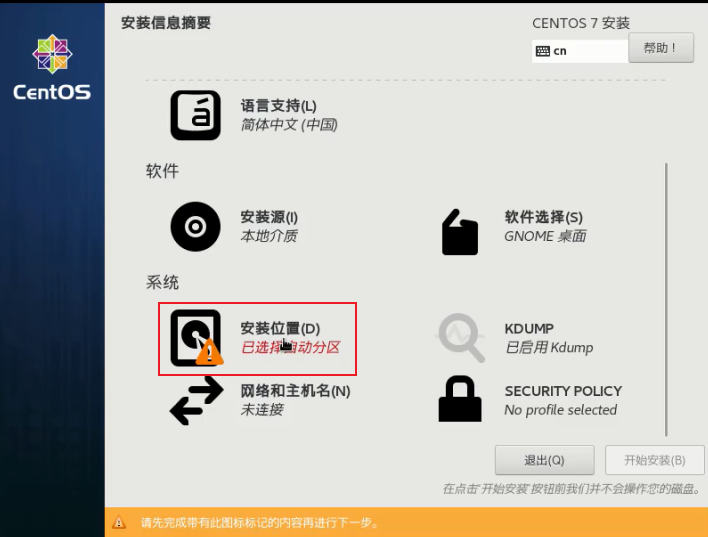 安装信息摘要
CENTOS 7 安装
cn
帮助！
CentOS
á
语言支持(L)
简体中文 (中国)
软件
安装源(I)
本地介质
软件选择(S)
GNOME 桌面
系统
安装位置(D)
已选择自动分区
KDUMP
已启用 Kdump
网络和主机名(N)
未连接
SECURITY POLICY
No profile selected
退出(Q)
开始安装(B)
在点击“开始安装”按钮前我们并不会操作您的磁盘。
请先完成带有此图标标记的内容再进行下一步。